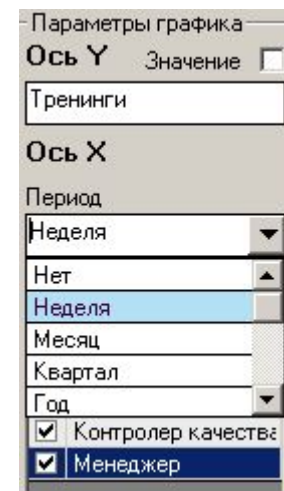 Параметры графика
Ось Y Значение
Тренинги
Ось X
Период
Неделя
Нет
Неделя
Месяц
Квартал
Год
Контролер качества
Менеджер